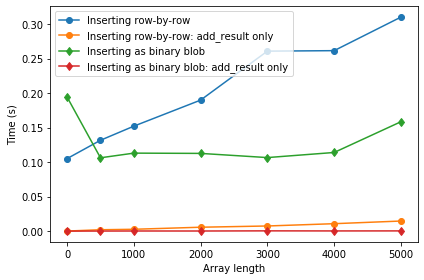 Inserting row-by-row
Inserting row-by-row: add_result only
Inserting as binary blob
Inserting as binary blob: add_result only
Time (s)
0.30
0.25
0.20
0.15
0.10
0.05
0.00
0 1000 2000 3000 4000 5000
Array length